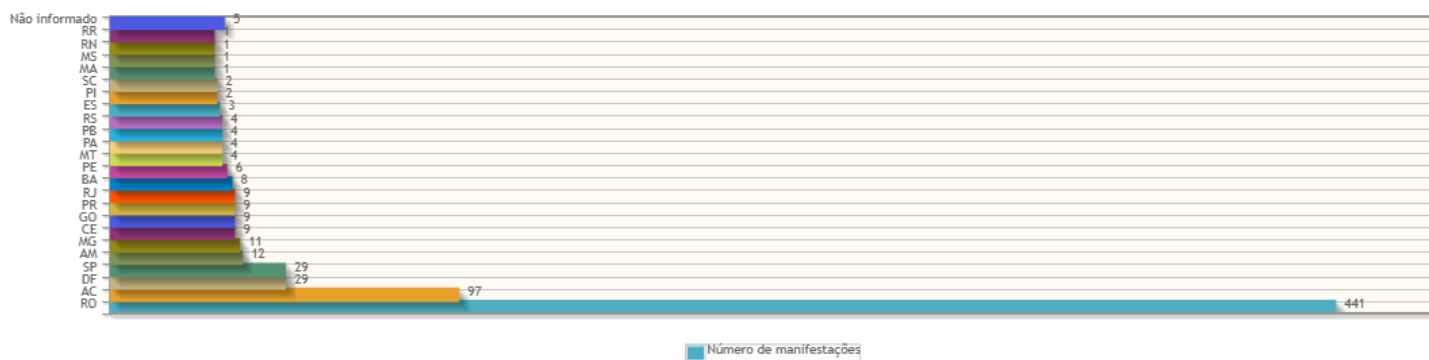 Não informado 5
RR 1
RN 1
MS 1
MA 1
SC 2
PI 2
ES 3
RS 4
PB 4
PA 4
MT 4
PE 6
BA 8
RJ 9
PR 9
GO 9
CE 9
MG 11
AM 12
SP 29
DF 29
AC 97
RO 441
Número de manifestações